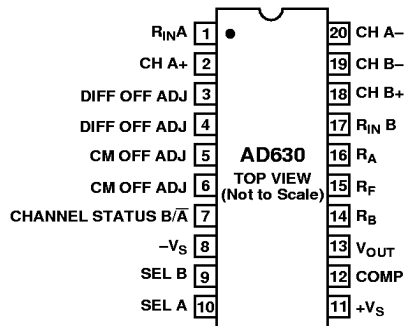 RINA 1 20 CH A–
CH A+ 2 19 CH B–
DIFF OFF ADJ 3 18 CH B+
DIFF OFF ADJ 4 17 RIN B
CM OFF ADJ 5 16 RA
CM OFF ADJ 6 15 RF
CHANNEL STATUS B/A̅ 7 14 RB
–VS 8 13 VOUT
SEL B 9 12 COMP
SEL A 10 11 +VS
AD630
TOP VIEW
(Not to Scale)